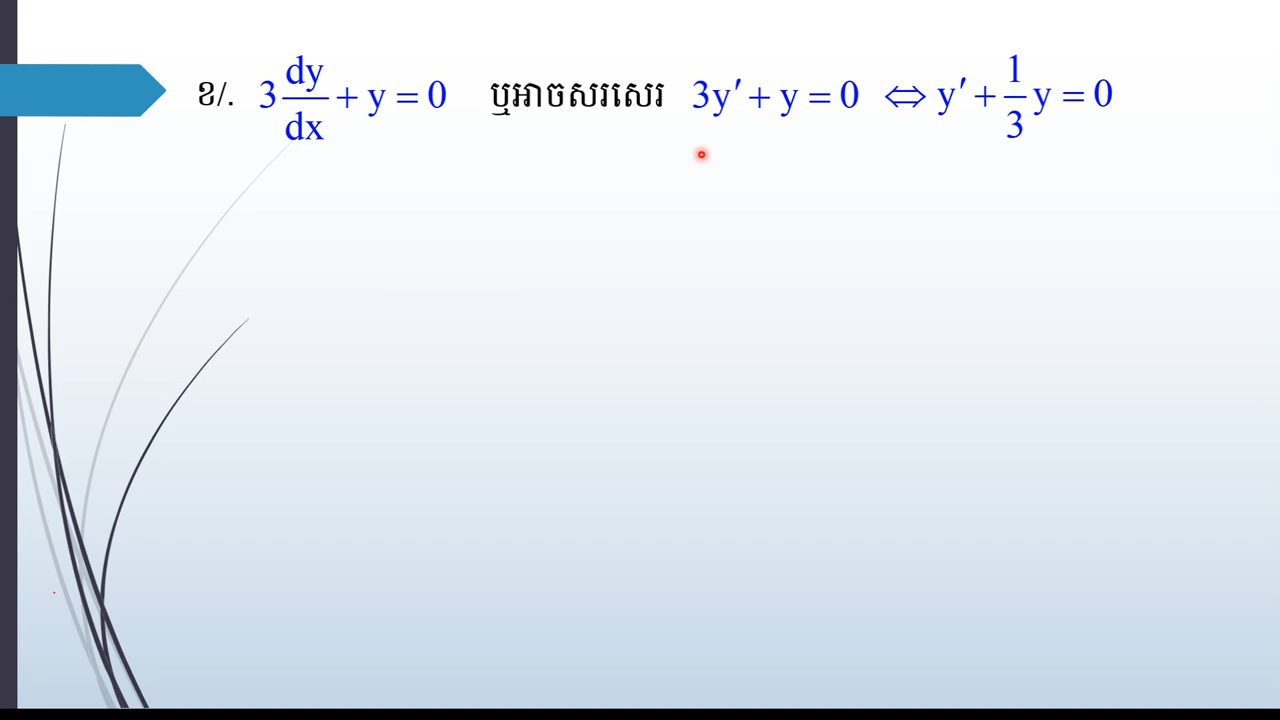 ខ/. 3 dy/dx + y = 0 ឬអាចសរសេរ 3y′ + y = 0 ⇔ y′ + 1/3 y = 0